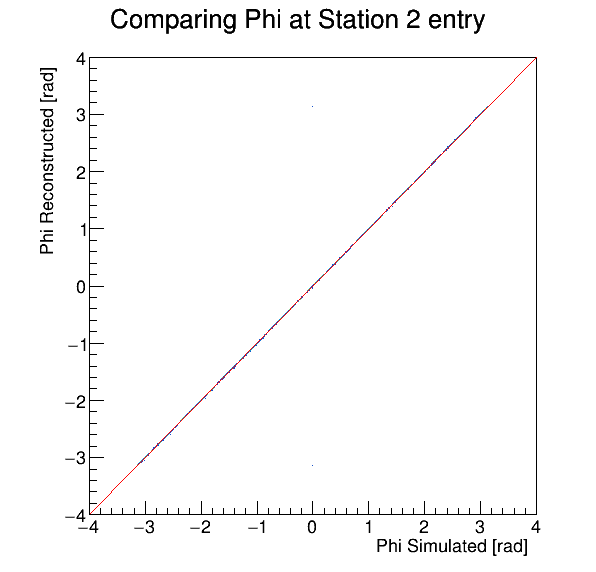 Comparing Phi at Station 2 entry
Phi Reconstructed [rad]
4
3
2
1
0
−1
−2
−3
−4
−4 −3 −2 −1 0 1 2 3 4
Phi Simulated [rad]